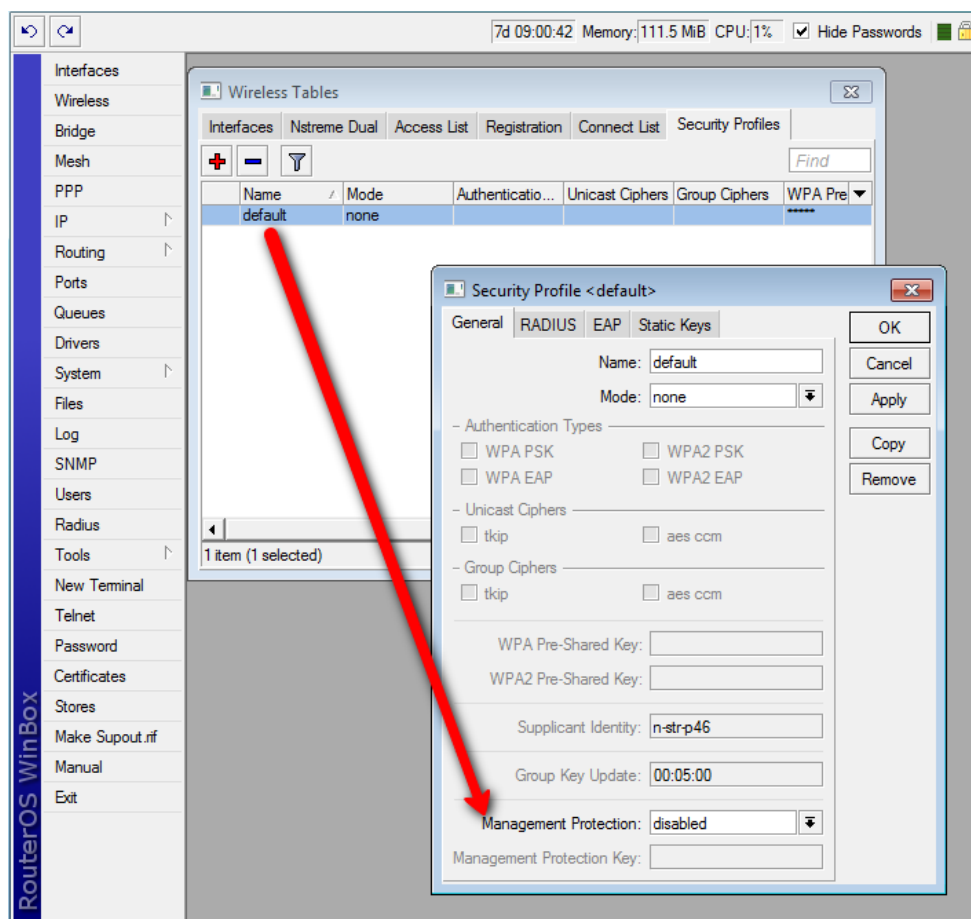 7d 09:00:42 Memory: 111.5 MiB CPU: 1% Hide Passwords
RouterOS WinBox
Interfaces
Wireless
Bridge
Mesh
PPP
IP
Routing
Ports
Queues
Drivers
System
Files
Log
SNMP
Users
Radius
Tools
New Terminal
Telnet
Password
Certificates
Stores
Make Supout.rif
Manual
Exit
Wireless Tables
Interfaces Nstreme Dual Access List Registration Connect List Security Profiles
Find
Name Mode Authenticatio... Unicast Ciphers Group Ciphers WPA Pre
default none *****
1 item (1 selected)
Security Profile <default>
General RADIUS EAP Static Keys
OK
Cancel
Apply
Copy
Remove
Name: default
Mode: none
Authentication Types
WPA PSK WPA2 PSK
WPA EAP WPA2 EAP
Unicast Ciphers
tkip aes ccm
Group Ciphers
tkip aes ccm
WPA Pre-Shared Key:
WPA2 Pre-Shared Key:
Supplicant Identity: n-str-p46
Group Key Update: 00:05:00
Management Protection: disabled
Management Protection Key: